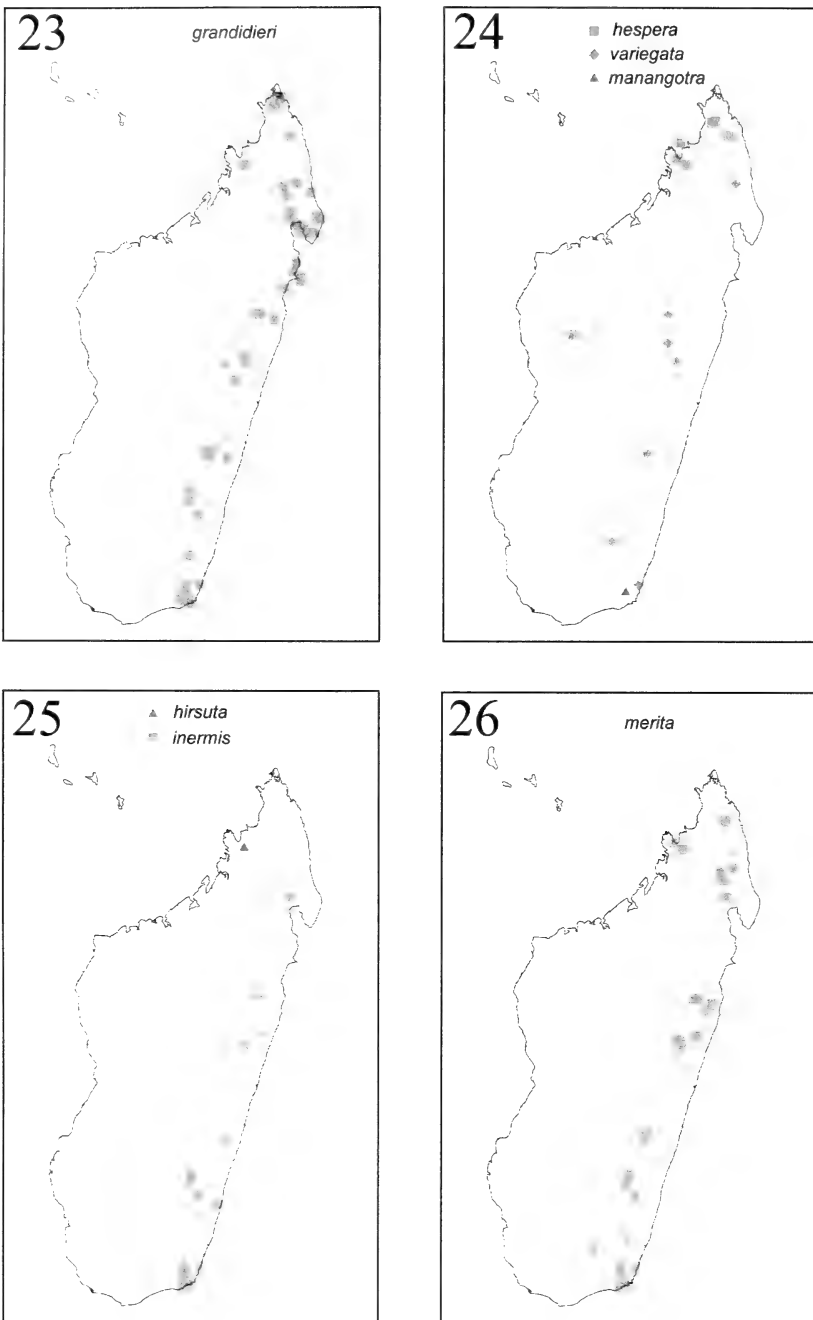 23
grandidieri
24
hespera
variegata
manangotra
25
hirsuta
inermis
26
merita